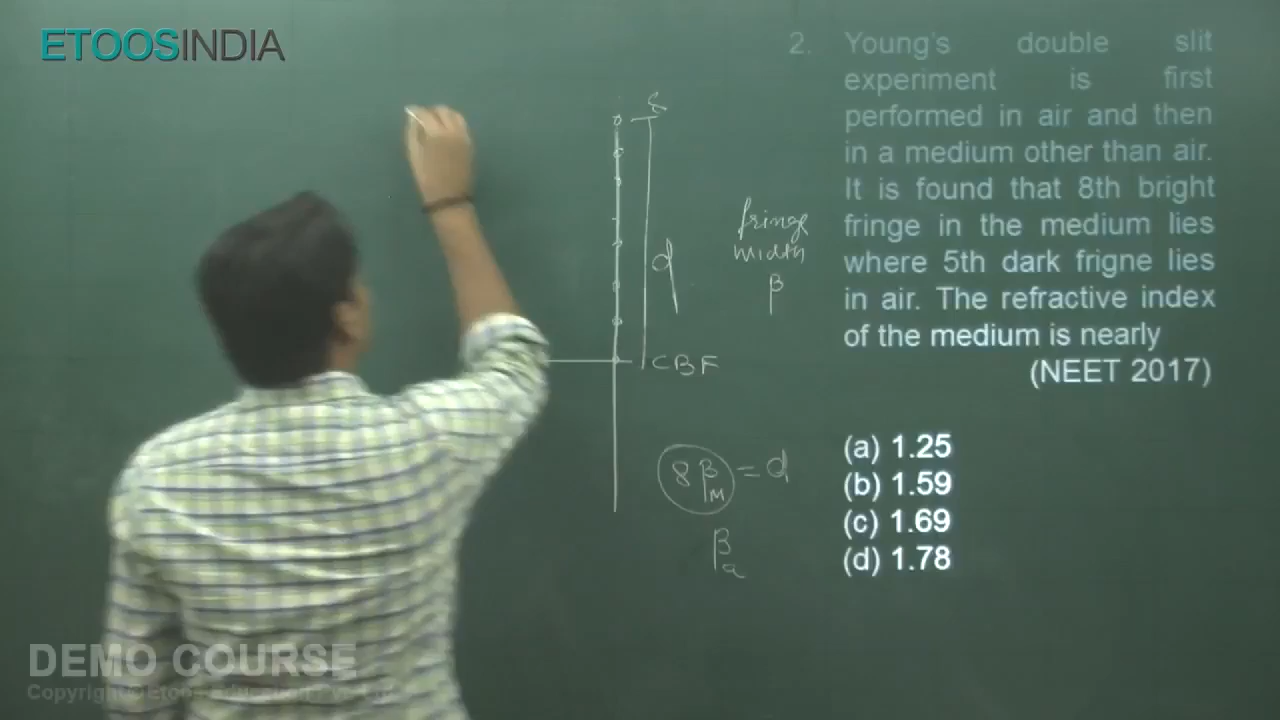 ETOOSINDIA
2. Young's double slit
experiment is first
performed in air and then
in a medium other than air.
It is found that 8th bright
fringe in the medium lies
where 5th dark frigne lies
in air. The refractive index
of the medium is nearly
(NEET 2017)
(a) 1.25
(b) 1.59
(c) 1.69
(d) 1.78
8
d
CBF
fringe
width
β
8 β_M = d
β_a
DEMO COURSE